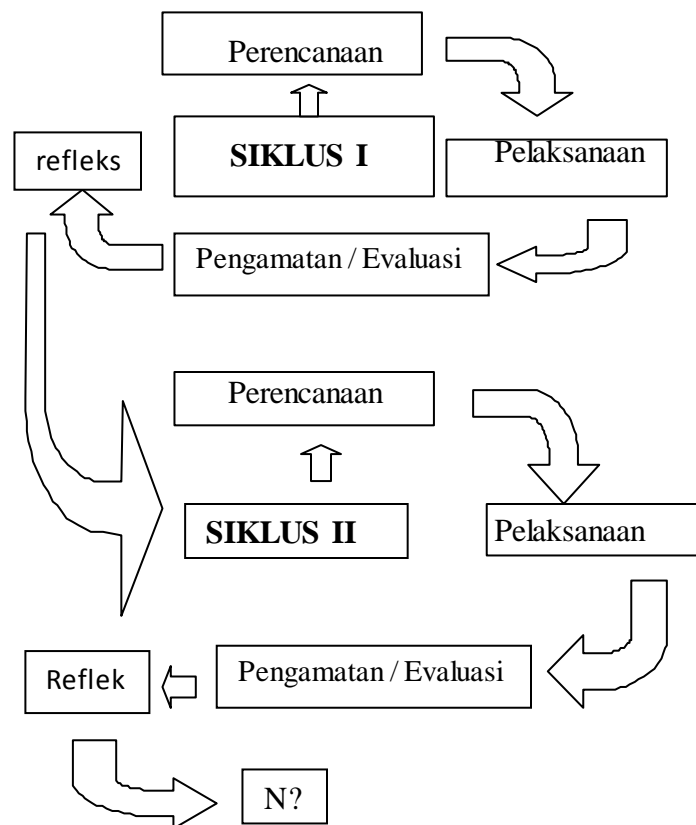 Perencanaan
SIKLUS I
Pelaksanaan
refleks
Pengamatan / Evaluasi
Perencanaan
SIKLUS II
Pelaksanaan
Pengamatan / Evaluasi
Reflek
N?